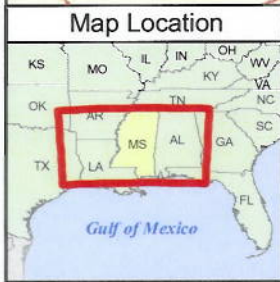 Map Location
KS MO IL IN OH WV
KY VA
OK AR TN NC
MS AL GA SC
TX LA
FL
Gulf of Mexico